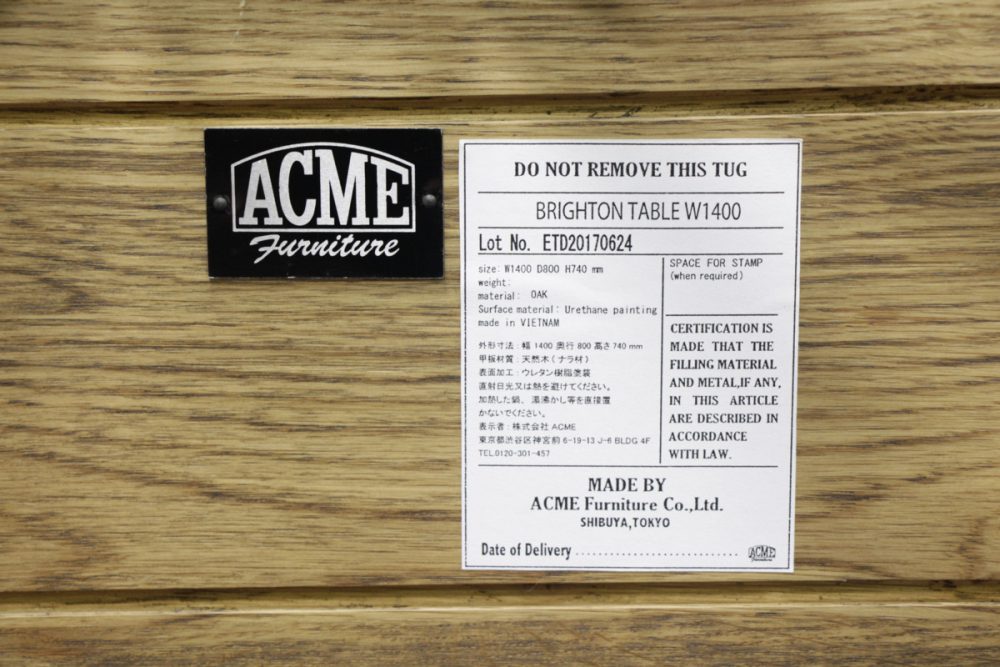 ACME
Furniture
DO NOT REMOVE THIS TUG
BRIGHTON TABLE W1400
Lot No. ETD20170624
size: W1400 D800 H740 mm
weight:
material: OAK
Surface material: Urethane painting
made in VIETNAM
外形寸法：幅 1400 奥行 800 高さ 740 mm
甲板材質：天然木（ナラ材）
表面加工：ウレタン樹脂塗装
直射日光又は熱を避けてください。
加熱した鍋、湯沸かし等を直接置
かないでください。
表示者：株式会社 ACME
東京都渋谷区神宮前 6-19-13 J-6 BLDG 4F
TEL.0120-301-457
SPACE FOR STAMP
(when required)
CERTIFICATION IS
MADE THAT THE
FILLING MATERIAL
AND METAL,IF ANY,
IN THIS ARTICLE
ARE DESCRIBED IN
ACCORDANCE
WITH LAW.
MADE BY
ACME Furniture Co.,Ltd.
SHIBUYA,TOKYO
Date of Delivery ............................
ACME
Furniture